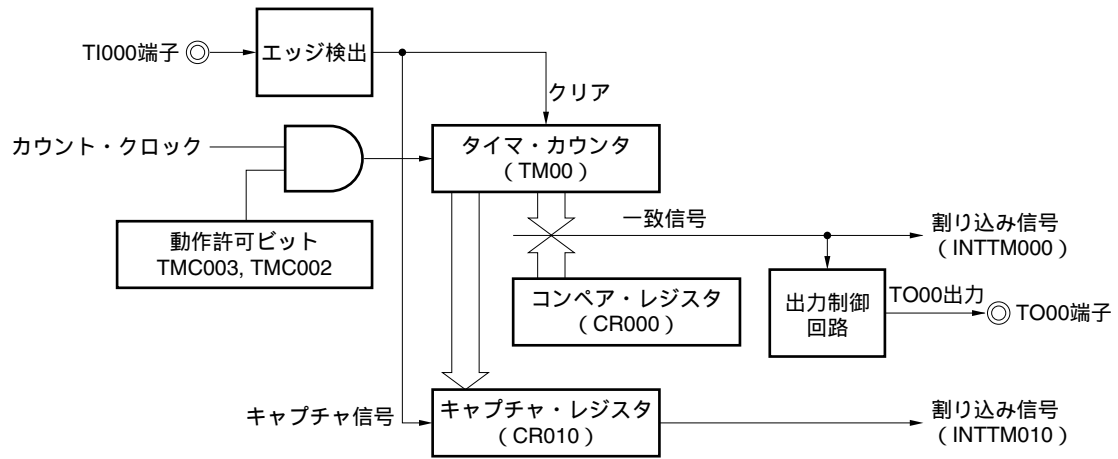 TI000端子
エッジ検出
クリア
カウント・クロック
タイマ・カウンタ
（TM00）
動作許可ビット
TMC003, TMC002
一致信号
割り込み信号
（INTTM000）
コンペア・レジスタ
（CR000）
出力制御
回路
TO00出力
TO00端子
キャプチャ信号
キャプチャ・レジスタ
（CR010）
割り込み信号
（INTTM010）